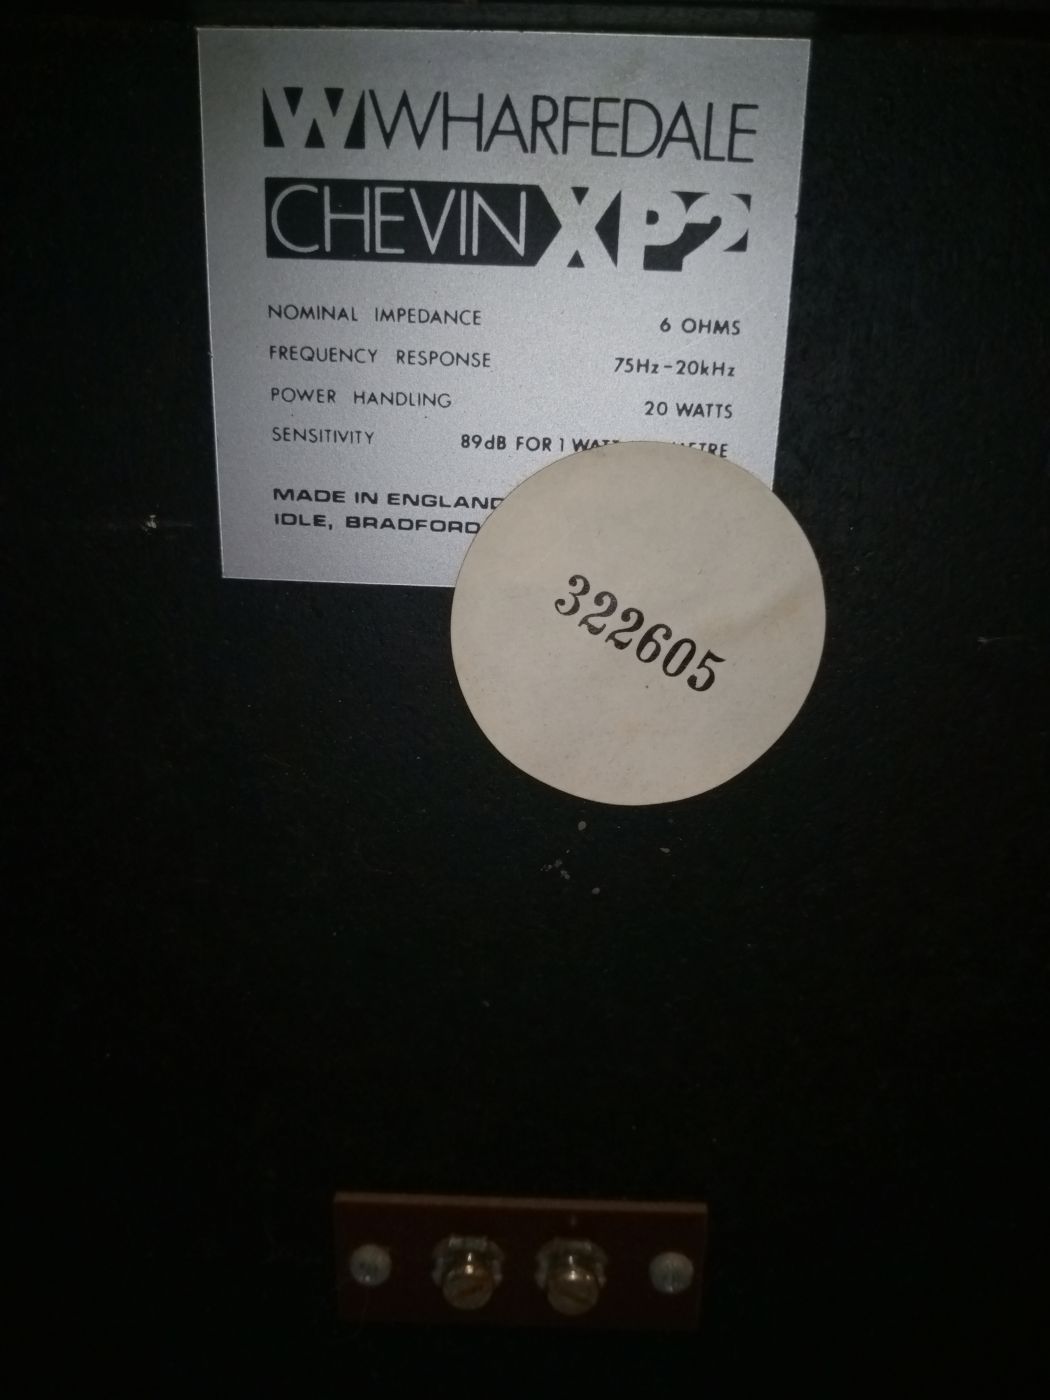 WHARFEDALE
CHEVIN XP2
NOMINAL IMPEDANCE 6 OHMS
FREQUENCY RESPONSE 75Hz-20kHz
POWER HANDLING 20 WATTS
SENSITIVITY 89dB FOR 1
MADE IN ENGLAND
IDLE, BRADFORD
322605